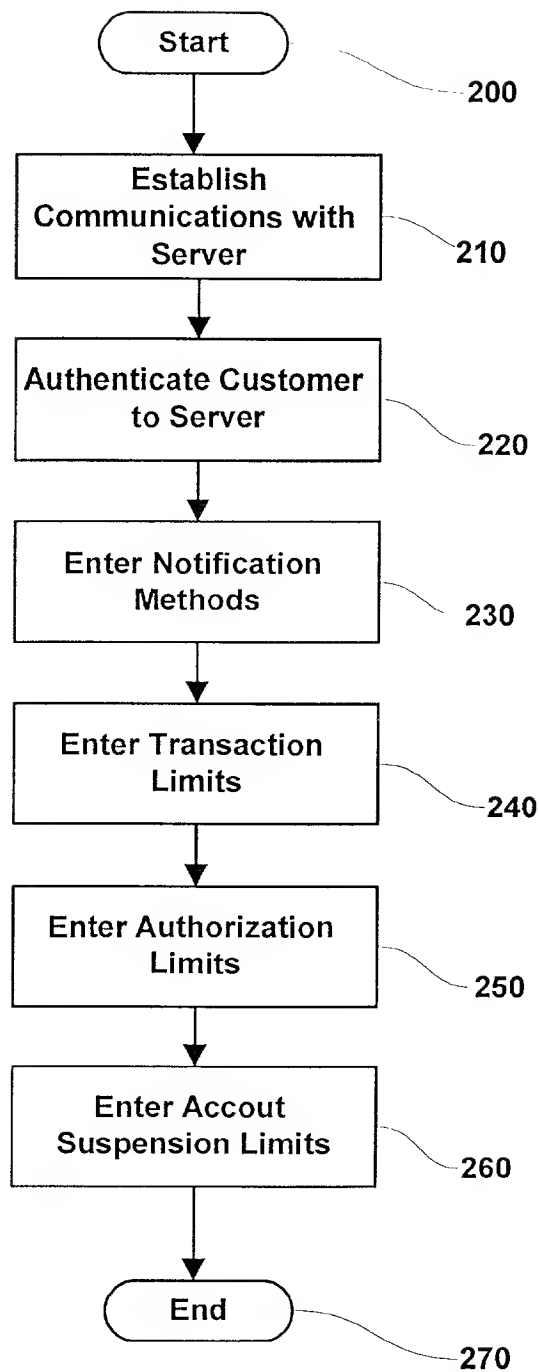 Start
200
Establish
Communications with
Server
210
Authenticate Customer
to Server
220
Enter Notification
Methods
230
Enter Transaction
Limits
240
Enter Authorization
Limits
250
Enter Accout
Suspension Limits
260
End
270